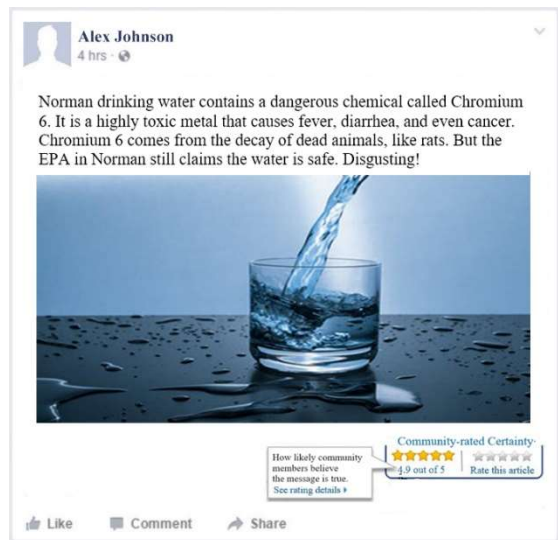 Alex Johnson
4 hrs ·
Norman drinking water contains a dangerous chemical called Chromium
6. It is a highly toxic metal that causes fever, diarrhea, and even cancer.
Chromium 6 comes from the decay of dead animals, like rats. But the
EPA in Norman still claims the water is safe. Disgusting!
Community-rated Certainty
How likely community
members believe
the message is true.
See rating details
4.9 out of 5
Rate this article
Like
Comment
Share